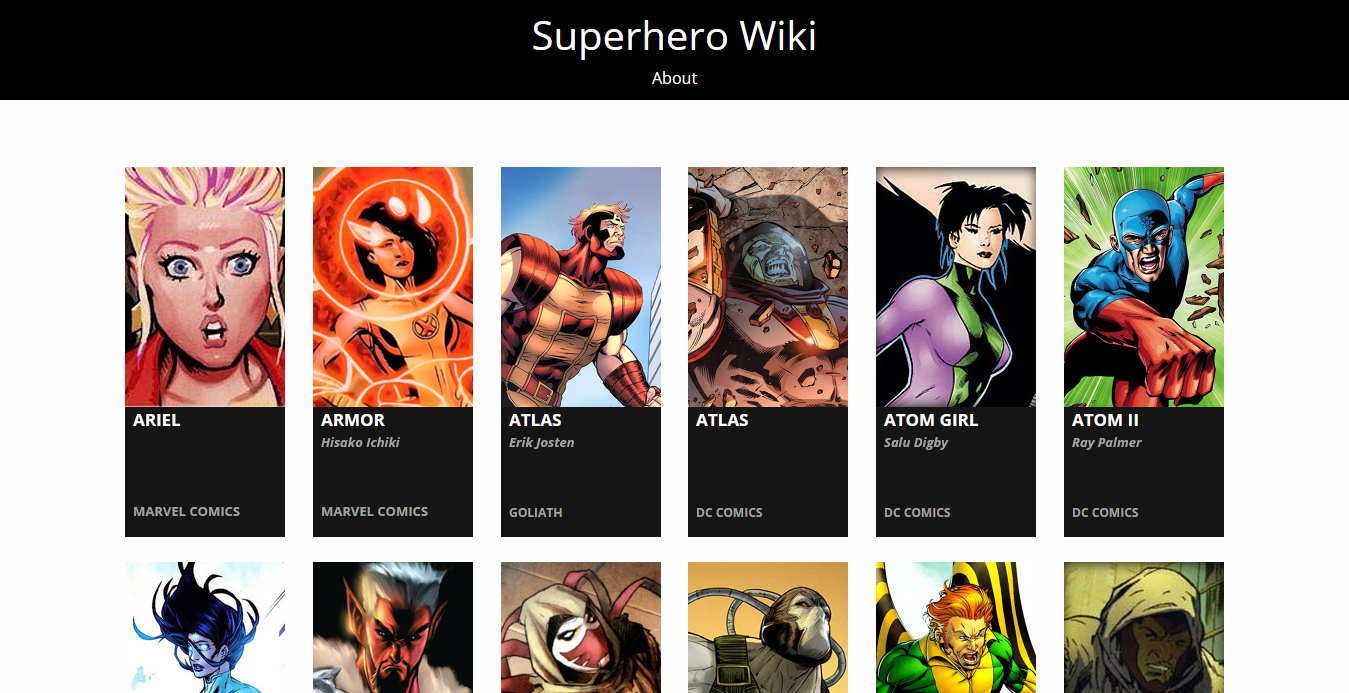 Superhero Wiki
About
ARIEL
MARVEL COMICS
ARMOR
Hisako Ichiki
MARVEL COMICS
ATLAS
Erik Josten
GOLIATH
ATLAS
DC COMICS
ATOM GIRL
Salu Digby
DC COMICS
ATOM II
Ray Palmer
DC COMICS